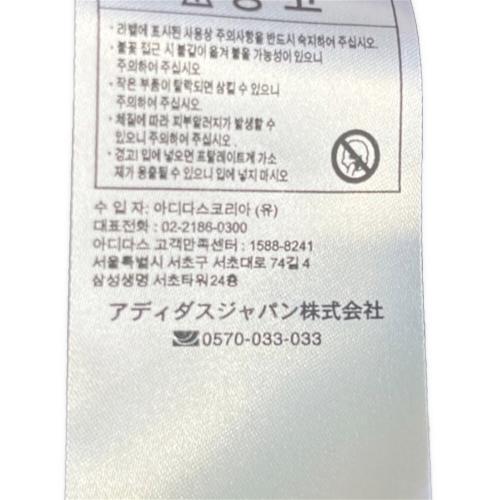 경고
· 라벨에 표시된 사용상 주의사항을 반드시 숙지하여 주십시오.
· 불꽃 접근 시 불길이 옮겨 붙을 가능성이 있으니
주의하여 주십시오.
· 작은 부품이 탈락되면 삼킬 수 있으니
주의하여 주십시오.
· 체질에 따라 피부알러지가 발생할 수
있으니 주의하여 주십시오.
· 경고! 입에 넣으면 프탈레이트계 가소
제가 용출될 수 있으니 입에 넣지 마시오
수 입 자: 아디다스코리아 (유)
대표전화 : 02-2186-0300
아디다스 고객만족센터 : 1588-8241
서울특별시 서초구 서초대로 74길 4
삼성생명 서초타워 24층
アディダスジャパン株式会社
0570-033-033